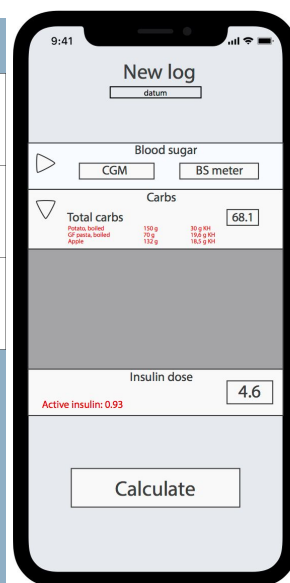 9:41
New log
datum
Blood sugar
CGM BS meter
Carbs
Total carbs 68.1
Potato, boiled 150 g 30 g KH
GF pasta, boiled 70 g 19,6 g KH
Apple 132 g 18,5 g KH
Insulin dose
Active insulin: 0.93 4.6
Calculate